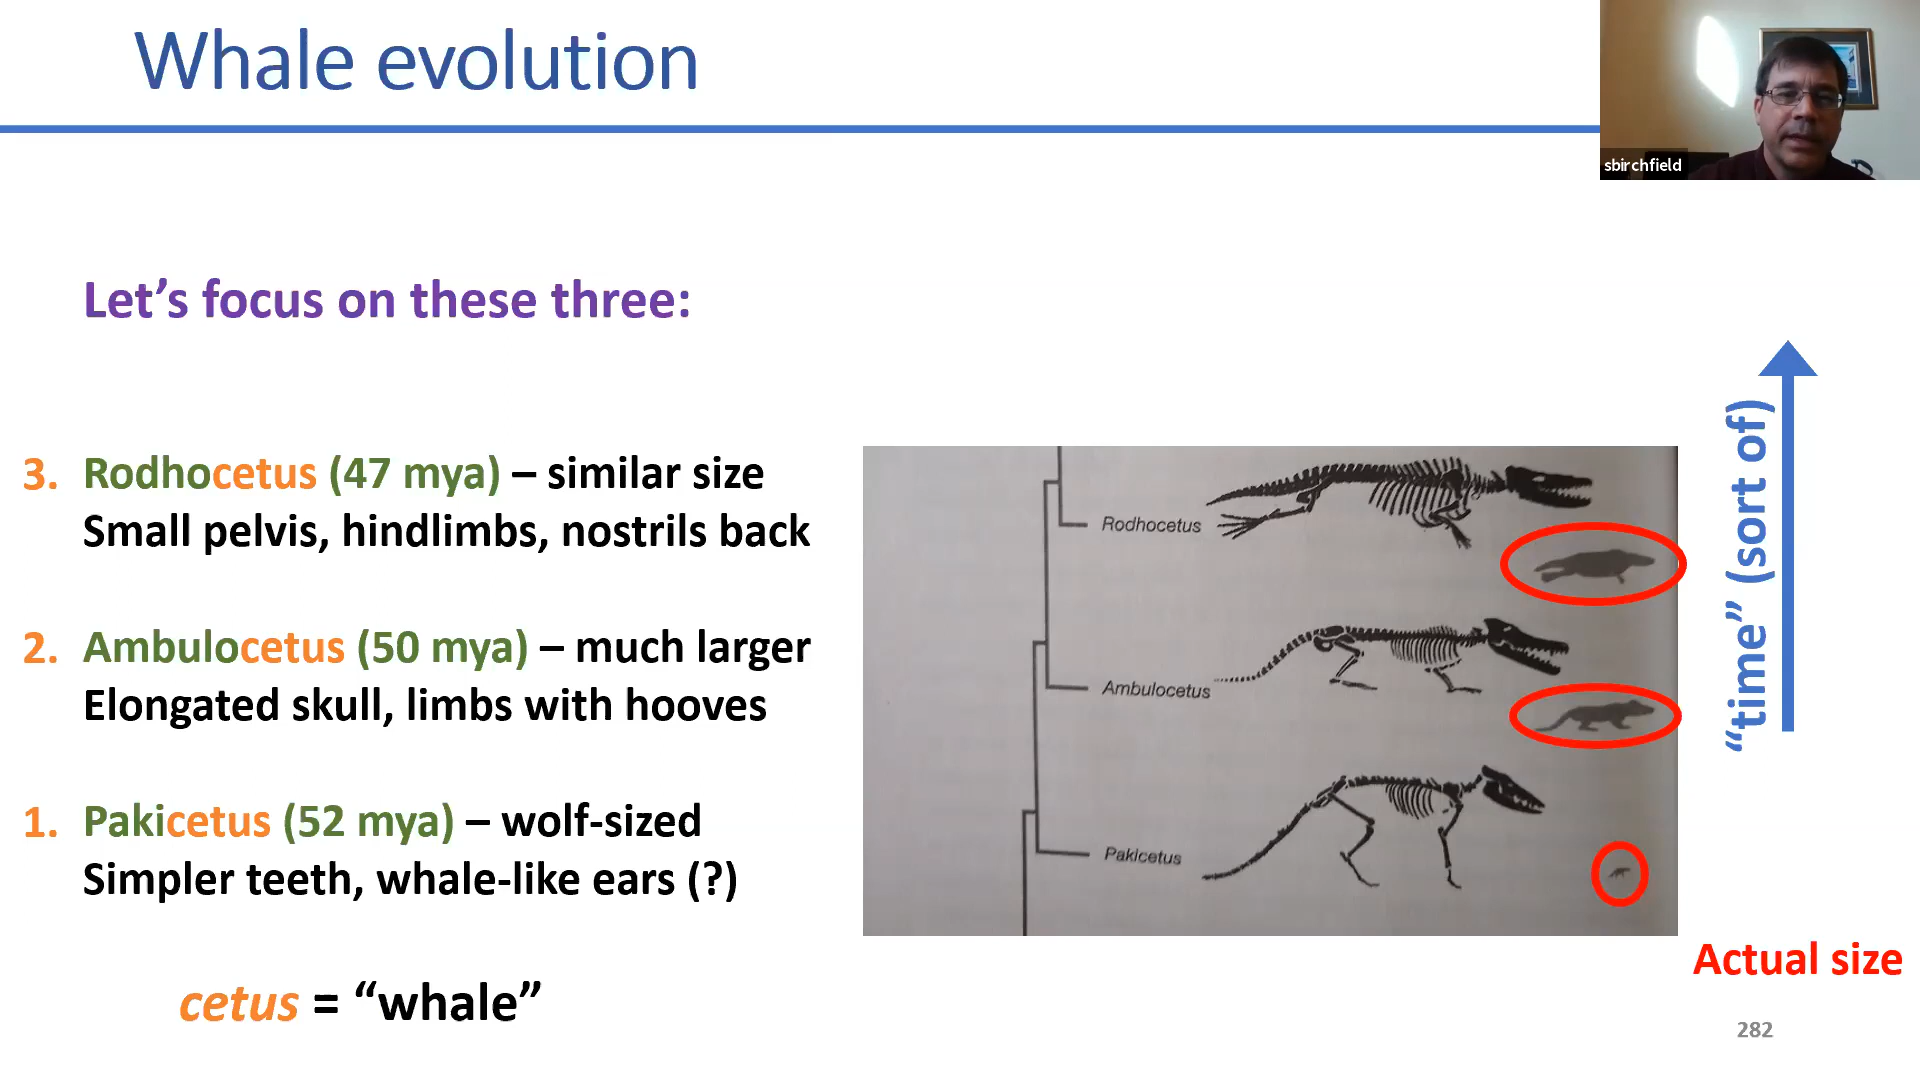 Whale evolution
sbirchfield
Let’s focus on these three:
3. Rodhocetus (47 mya) – similar size
Small pelvis, hindlimbs, nostrils back
2. Ambulocetus (50 mya) – much larger
Elongated skull, limbs with hooves
1. Pakicetus (52 mya) – wolf-sized
Simpler teeth, whale-like ears (?)
cetus = “whale”
Rodhocetus
Ambulocetus
Pakicetus
“time” (sort of)
Actual size
282